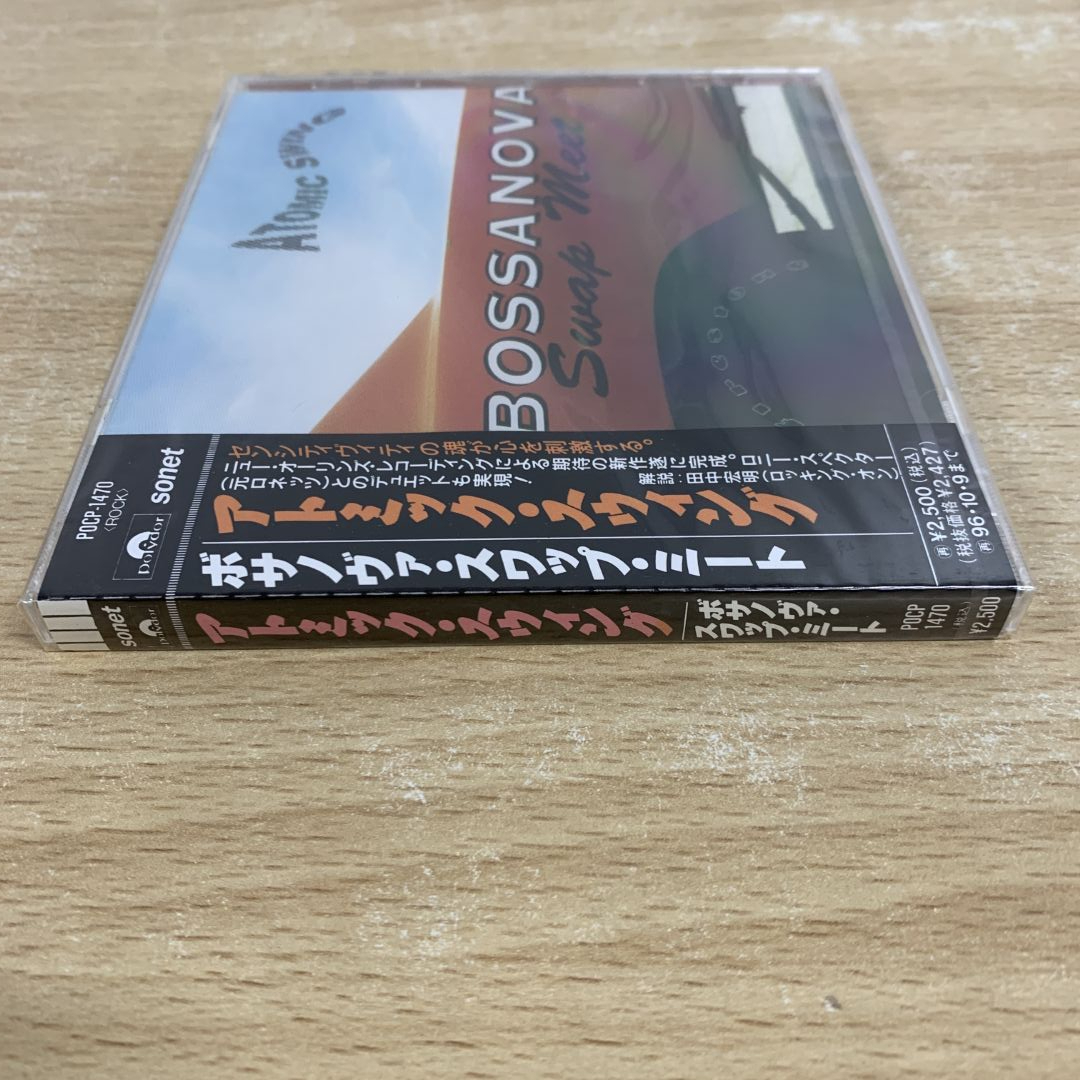 ATOMIC SWING
BOSSANOVA
Swap Meet
POCP-1470
〈ROCK〉
sonet
polydor
センシティヴィティの魂が心を刺激する。
ニュー・オーリンズ・レコーディングによる期待の新作遂に完成。ロニー・スペクター
(元ロネッツ)とのデュエットも実現!
解説:田中宏明(ロッキング・オン)
アトミック・スウィング
ボサノヴァ・スワップ・ミート
再 ¥2,500(税込)
(税抜価格¥2,427)
再 96・10・9まで
sonet
polydor
アトミック・スウィング
ボサノヴァ・
スワップ・ミート
POCP
1470
(税込)
¥2,500